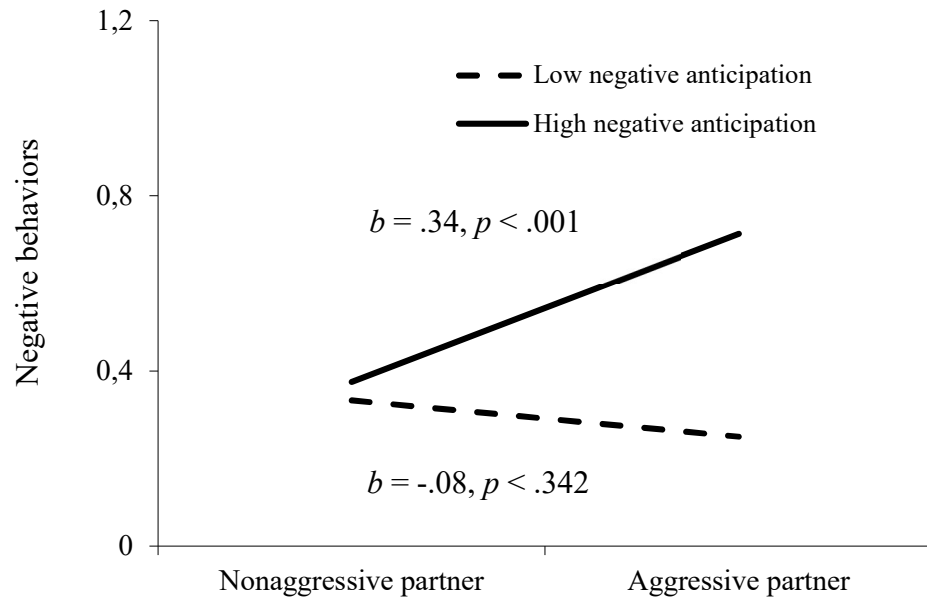 1,2
Low negative anticipation
High negative anticipation
0,8
b = .34, p < .001
Negative behaviors
0,4
b = -.08, p < .342
0
Nonaggressive partner
Aggressive partner